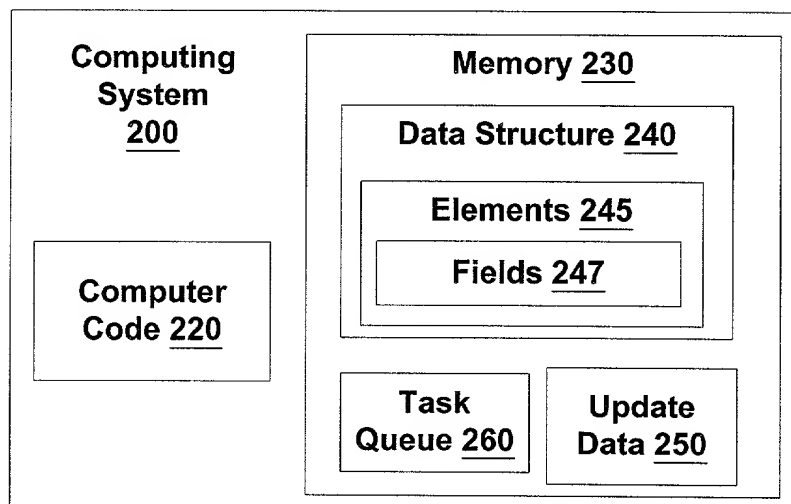 Computing
System
200
Memory 230
Data Structure 240
Elements 245
Fields 247
Computer
Code 220
Task
Queue 260
Update
Data 250